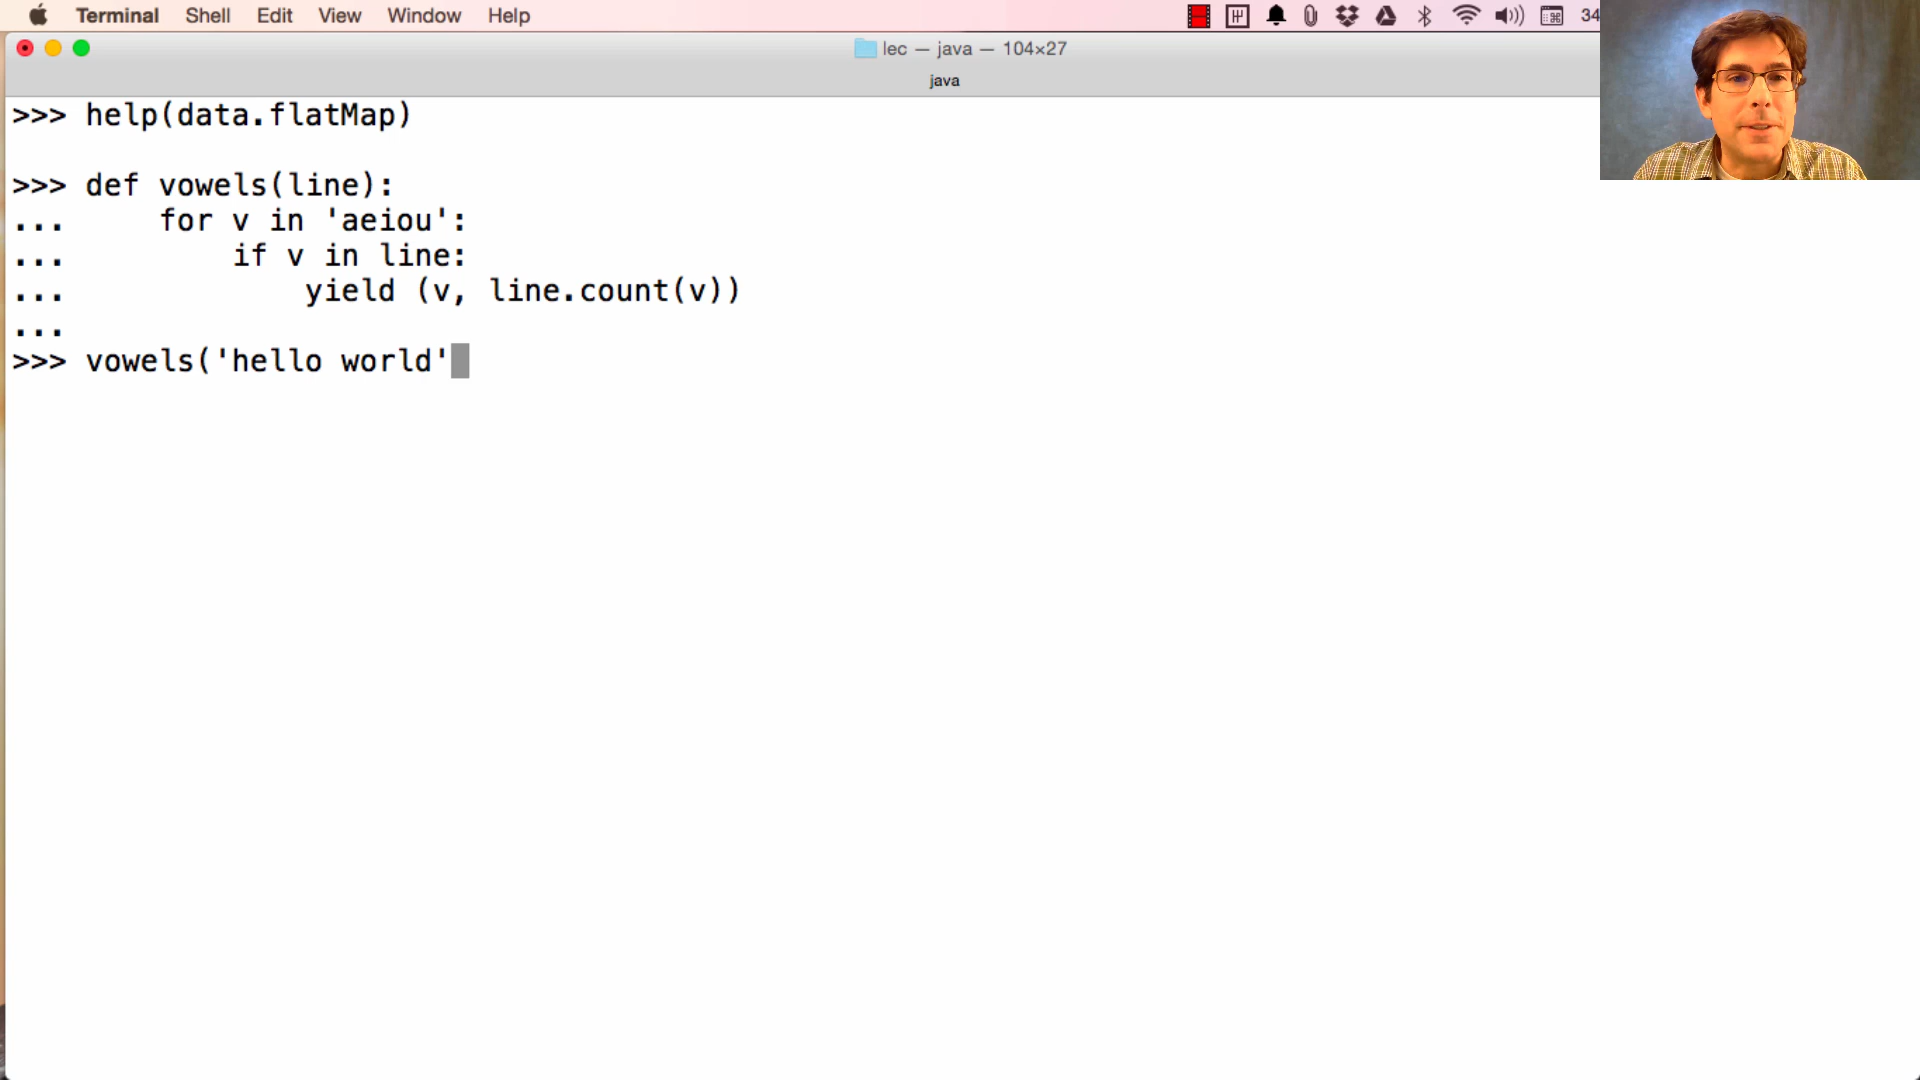 Terminal Shell Edit View Window Help 34
lec — java — 104×27
java
>>> help(data.flatMap)
>>> def vowels(line):
...     for v in 'aeiou':
...         if v in line:
...             yield (v, line.count(v))
...
>>> vowels('hello world'